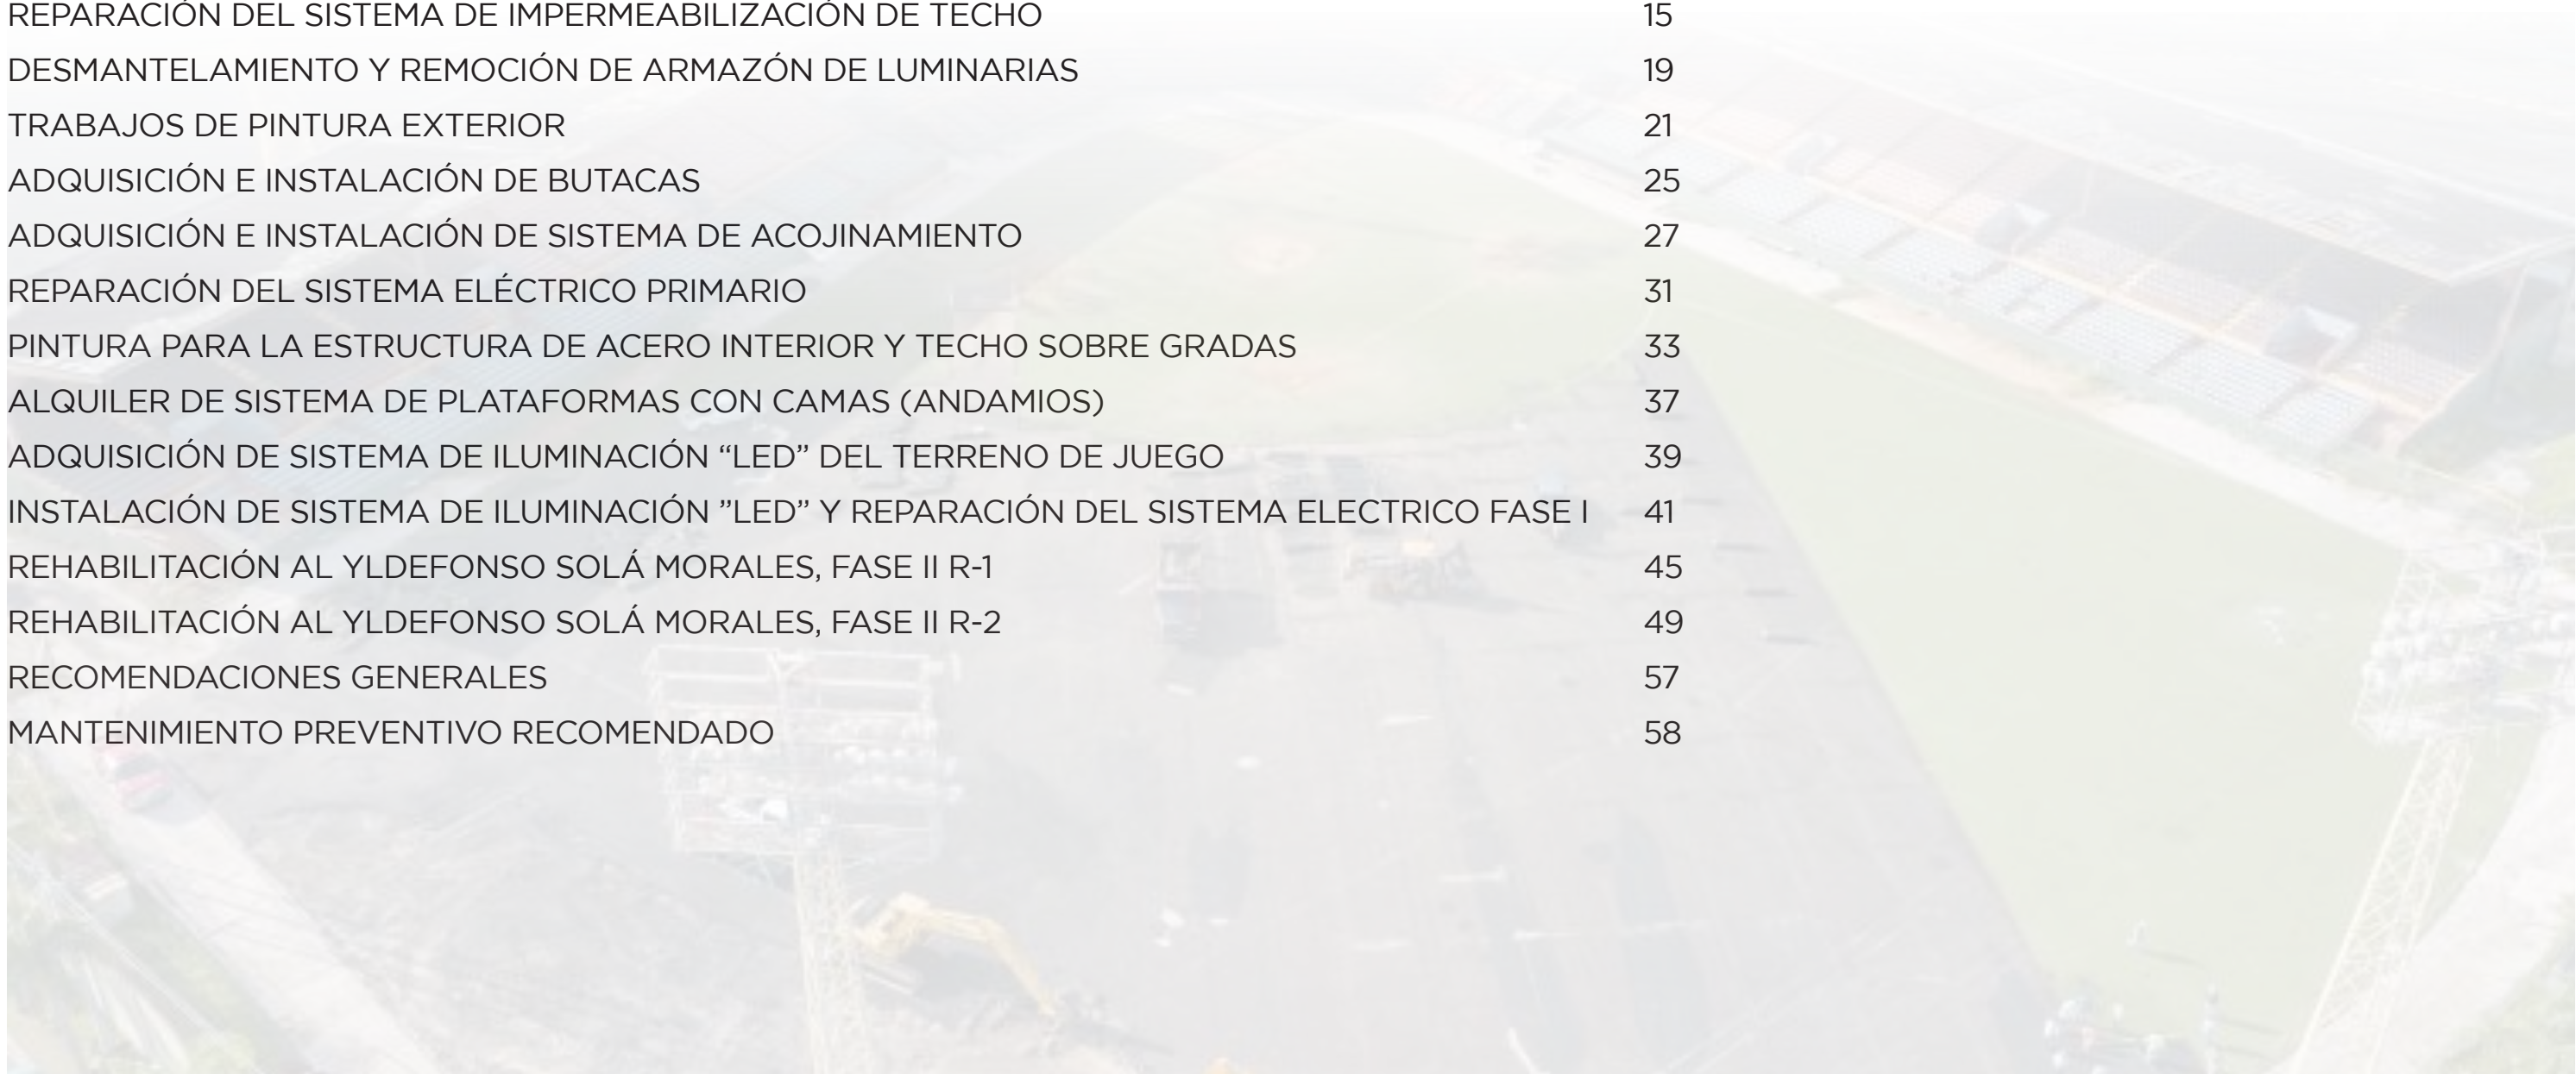 REPARACIÓN DEL SISTEMA DE IMPERMEABILIZACIÓN DE TECHO 15
DESMANTELAMIENTO Y REMOCIÓN DE ARMAZÓN DE LUMINARIAS 19
TRABAJOS DE PINTURA EXTERIOR 21
ADQUISICIÓN E INSTALACIÓN DE BUTACAS 25
ADQUISICIÓN E INSTALACIÓN DE SISTEMA DE ACOJINAMIENTO 27
REPARACIÓN DEL SISTEMA ELÉCTRICO PRIMARIO 31
PINTURA PARA LA ESTRUCTURA DE ACERO INTERIOR Y TECHO SOBRE GRADAS 33
ALQUILER DE SISTEMA DE PLATAFORMAS CON CAMAS (ANDAMIOS) 37
ADQUISICIÓN DE SISTEMA DE ILUMINACIÓN “LED” DEL TERRENO DE JUEGO 39
INSTALACIÓN DE SISTEMA DE ILUMINACIÓN ”LED” Y REPARACIÓN DEL SISTEMA ELECTRICO FASE I 41
REHABILITACIÓN AL YLDEFONSO SOLÁ MORALES, FASE II R-1 45
REHABILITACIÓN AL YLDEFONSO SOLÁ MORALES, FASE II R-2 49
RECOMENDACIONES GENERALES 57
MANTENIMIENTO PREVENTIVO RECOMENDADO 58